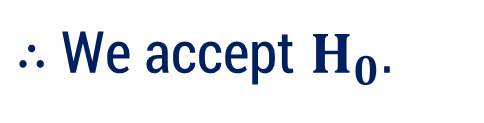 ∴ We accept H₀.